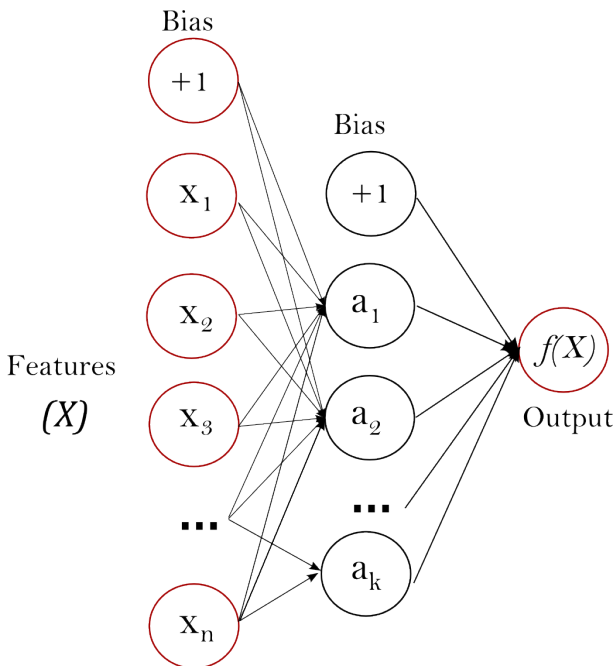 Bias
+1
x1
x2
Features
(X)
x3
...
xn
Bias
+1
a1
a2
...
ak
f(X)
Output